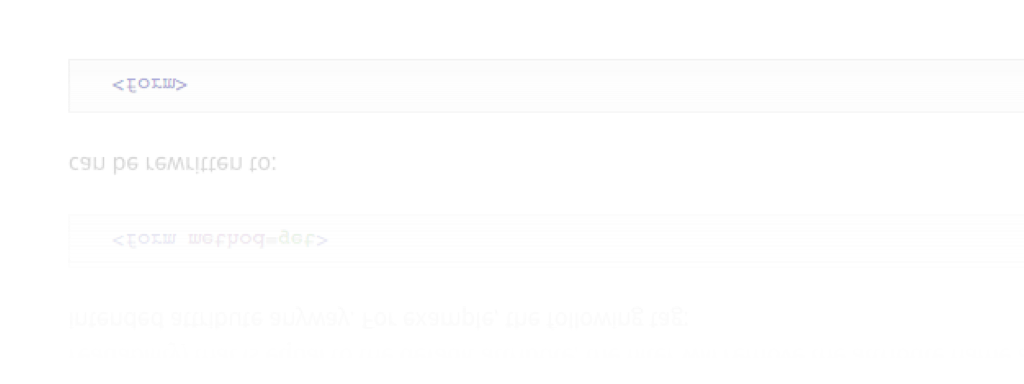 intended attribute anyway. For example, the following tag:
<form method=get>
can be rewritten to:
<form>